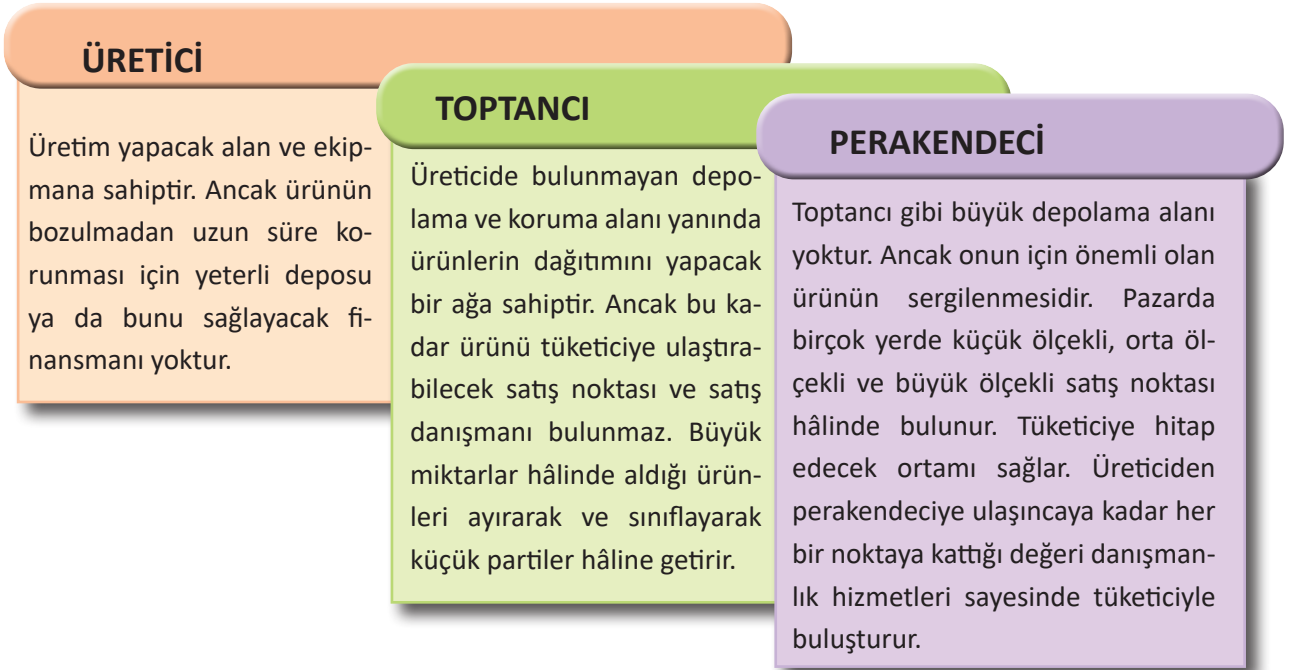 ÜRETİCİ
Üretim yapacak alan ve ekip-
mana sahiptir. Ancak ürünün
bozulmadan uzun süre ko-
runması için yeterli deposu
ya da bunu sağlayacak fi-
nansmanı yoktur.
TOPTANCI
Üreticide bulunmayan depo-
lama ve koruma alanı yanında
ürünlerin dağıtımını yapacak
bir ağa sahiptir. Ancak bu ka-
dar ürünü tüketiciye ulaştıra-
bilecek satış noktası ve satış
danışmanı bulunmaz. Büyük
miktarlar hâlinde aldığı ürün-
leri ayırarak ve sınıflayarak
küçük partiler hâline getirir.
PERAKENDECİ
Toptancı gibi büyük depolama alanı
yoktur. Ancak onun için önemli olan
ürünün sergilenmesidir. Pazarda
birçok yerde küçük ölçekli, orta öl-
çekli ve büyük ölçekli satış noktası
hâlinde bulunur. Tüketiciye hitap
edecek ortamı sağlar. Üreticiden
perakendeciye ulaşıncaya kadar her
bir noktaya kattığı değeri danışman-
lık hizmetleri sayesinde tüketiciyle
buluşturur.